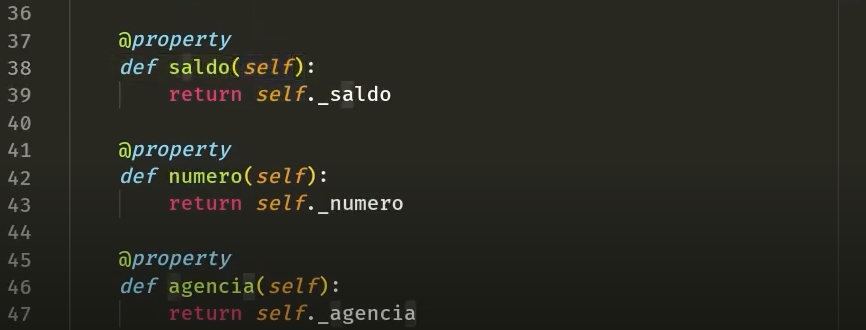 36
37 @property
38 def saldo(self):
39 return self._saldo
40
41 @property
42 def numero(self):
43 return self._numero
44
45 @property
46 def agencia(self):
47 return self._agencia